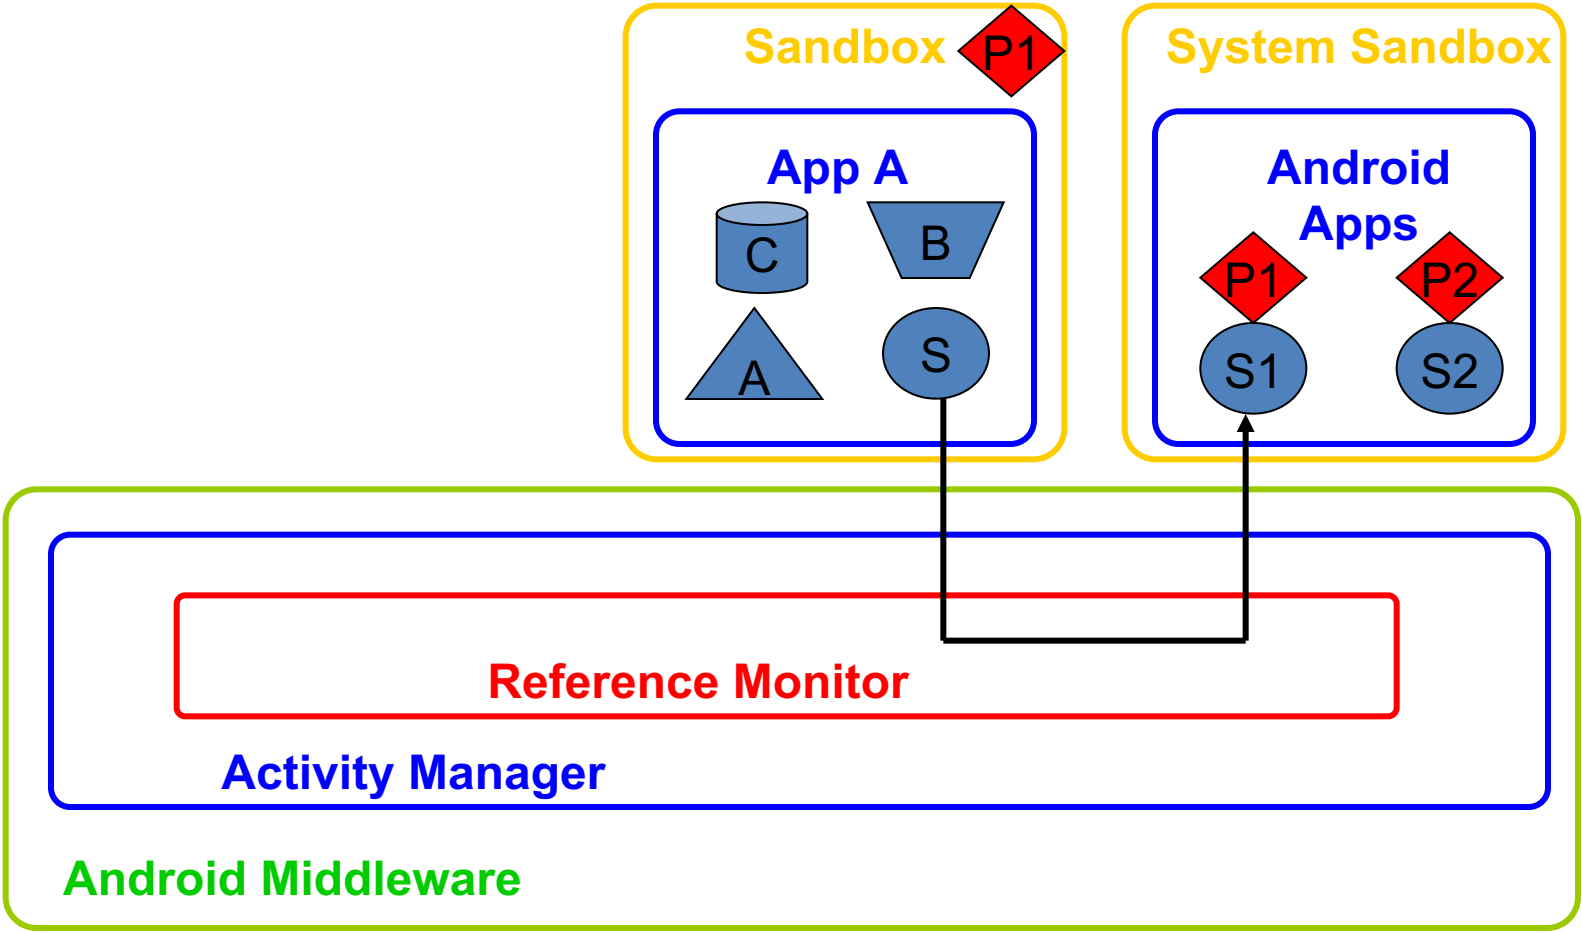 Sandbox
P1
System Sandbox
App A
C
B
A
S
Android
Apps
P1
P2
S1
S2
Reference Monitor
Activity Manager
Android Middleware